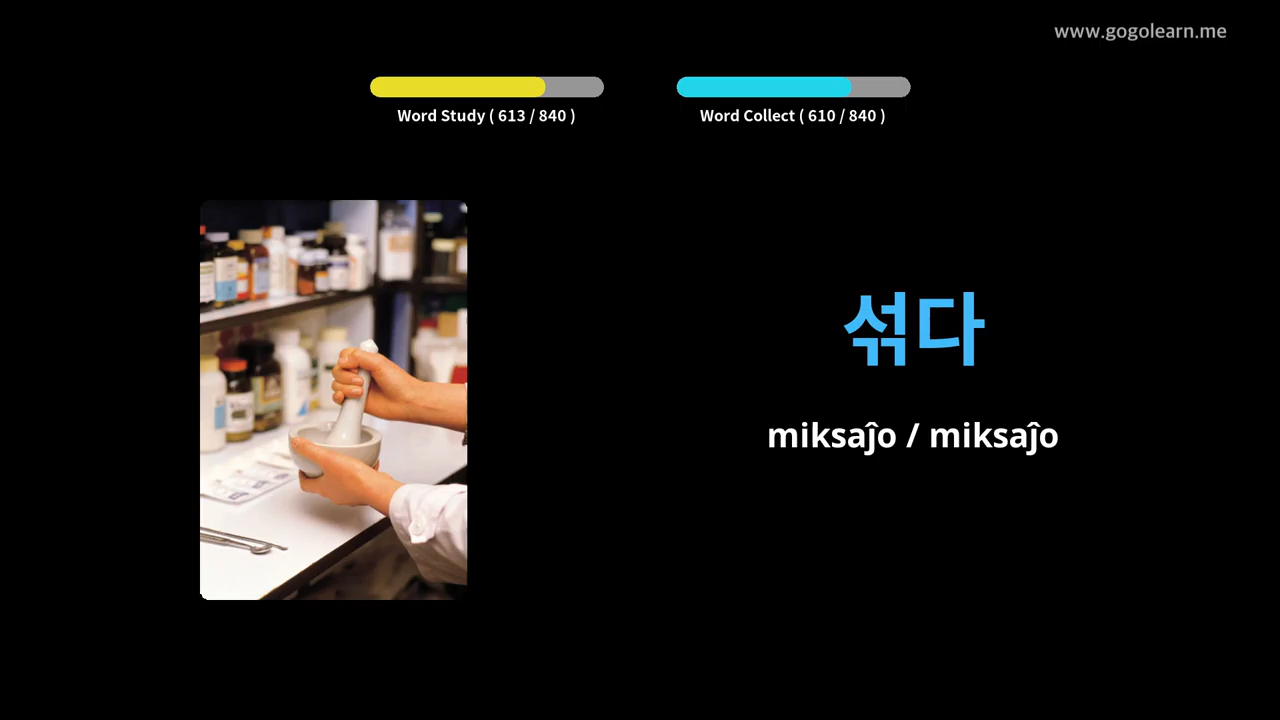 www.gogolearn.me
Word Study ( 613 / 840 )
Word Collect ( 610 / 840 )
섞다
miksaĵo / miksaĵo